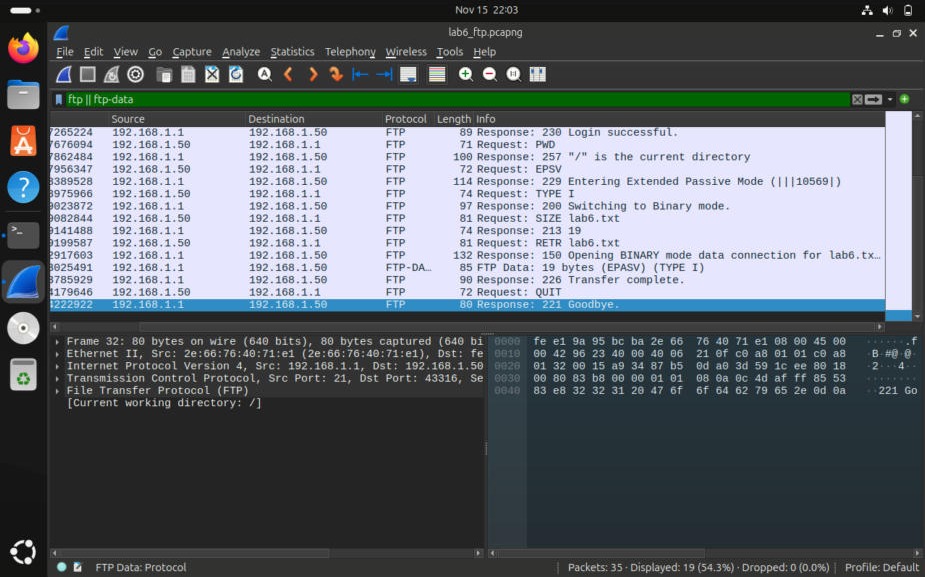 Nov 15 22:03
lab6_ftp.pcapng
File Edit View Go Capture Analyze Statistics Telephony Wireless Tools Help
ftp || ftp-data
Source Destination Protocol Length Info
7265224 192.168.1.1 192.168.1.50 FTP 89 Response: 230 Login successful.
7676094 192.168.1.50 192.168.1.1 FTP 71 Request: PWD
7862484 192.168.1.1 192.168.1.50 FTP 100 Response: 257 "/" is the current directory
7956347 192.168.1.50 192.168.1.1 FTP 72 Request: EPSV
8389528 192.168.1.1 192.168.1.50 FTP 114 Response: 229 Entering Extended Passive Mode (|||10569|)
8975966 192.168.1.50 192.168.1.1 FTP 74 Request: TYPE I
9023872 192.168.1.1 192.168.1.50 FTP 97 Response: 200 Switching to Binary mode.
9082844 192.168.1.50 192.168.1.1 FTP 81 Request: SIZE lab6.txt
9141488 192.168.1.1 192.168.1.50 FTP 74 Response: 213 19
9199587 192.168.1.50 192.168.1.1 FTP 81 Request: RETR lab6.txt
2917603 192.168.1.1 192.168.1.50 FTP 132 Response: 150 Opening BINARY mode data connection for lab6.tx…
3025491 192.168.1.1 192.168.1.50 FTP-DA… 85 FTP Data: 19 bytes (EPASV) (TYPE I)
3785929 192.168.1.1 192.168.1.50 FTP 90 Response: 226 Transfer complete.
4179646 192.168.1.50 192.168.1.1 FTP 72 Request: QUIT
4222922 192.168.1.1 192.168.1.50 FTP 80 Response: 221 Goodbye.
Frame 32: 80 bytes on wire (640 bits), 80 bytes captured (640 bi
Ethernet II, Src: 2e:66:76:40:71:e1 (2e:66:76:40:71:e1), Dst: fe
Internet Protocol Version 4, Src: 192.168.1.1, Dst: 192.168.1.50
Transmission Control Protocol, Src Port: 21, Dst Port: 43316, Se
File Transfer Protocol (FTP)
[Current working directory: /]
0000 fe e1 9a 95 bc ba 2e 66 76 40 71 e1 08 00 45 00 ·······.f
0010 00 42 96 23 40 00 40 06 21 0f c0 a8 01 01 c0 a8 ·B·#@·@·
0020 01 32 00 15 a9 34 87 b5 0d a0 3d 59 1c ee 80 18 ·2···4··
0030 00 80 83 b8 00 00 01 01 08 0a 0c 4d af ff 85 53 ········
0040 83 e8 32 32 31 20 47 6f 6f 64 62 79 65 2e 0d 0a ··221 Go
FTP Data: Protocol
Packets: 35 · Displayed: 19 (54.3%) · Dropped: 0 (0.0%)
Profile: Default